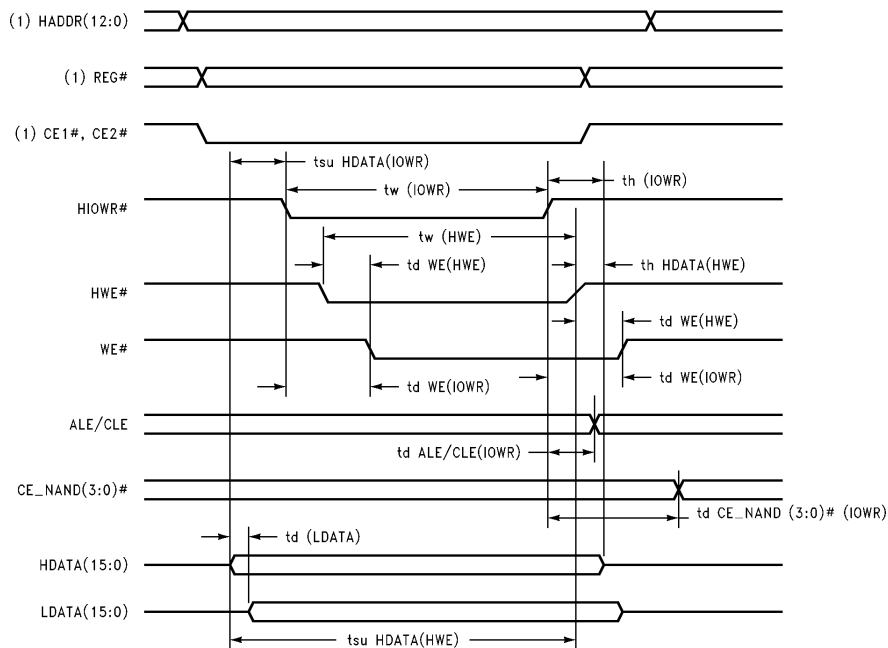 (1) HADDR(12:0)
(1) REG#
(1) CE1#, CE2#
tsu HDATA(IOWR)
th (IOWR)
tw (IOWR)
HIOWR#
tw (HWE)
td WE(HWE)
th HDATA(HWE)
HWE#
td WE(HWE)
WE#
td WE(IOWR)
td WE(IOWR)
ALE/CLE
td ALE/CLE(IOWR)
CE_NAND(3:0)#
td CE_NAND (3:0)# (IOWR)
td (LDATA)
HDATA(15:0)
LDATA(15:0)
tsu HDATA(HWE)